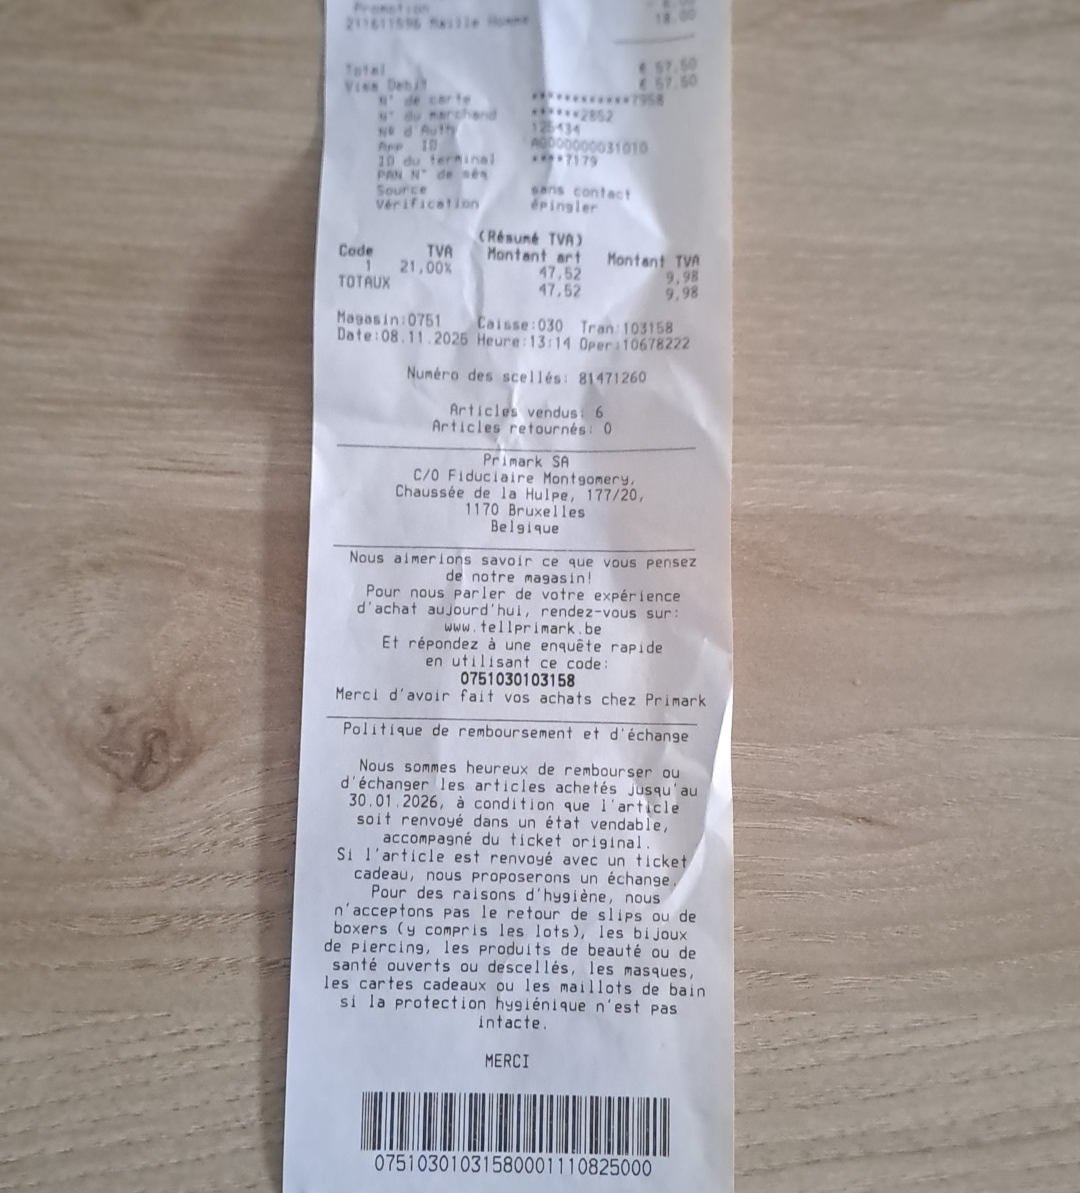 Promotion - 6.00
211611596 Maille Homme 18.00
Total € 57.50
Visa Debit € 57.50
N° de carte ************7958
N° du marchand ******2852
Nº d'Auth
App ID A0000000031010
ID du terminal ****7179
PAN N° de séq
Source sans contact
Vérification épingler
(Résumé TVA)
Code TVA Montant art Montant TVA
1 21,00% 47,52 9,98
TOTAUX 47,52 9,98
Magasin:0751 Caisse:030 Tran:103158
Date:08.11.2025 Heure:13:14 Oper:10678222
Numéro des scellés: 81471260
Articles vendus: 6
Articles retournés: 0
Primark SA
C/O Fiduciaire Montgomery,
Chaussée de la Hulpe, 177/20,
1170 Bruxelles
Belgique
Nous aimerions savoir ce que vous pensez
de notre magasin!
Pour nous parler de votre expérience
d'achat aujourd'hui, rendez-vous sur:
www.tellprimark.be
Et répondez à une enquête rapide
en utilisant ce code:
0751030103158
Merci d'avoir fait vos achats chez Primark
Politique de remboursement et d'échange
Nous sommes heureux de rembourser ou
d'échanger les articles achetés jusqu'au
30.01.2026, à condition que l'article
soit renvoyé dans un état vendable,
accompagné du ticket original.
Si l'article est renvoyé avec un ticket
cadeau, nous proposerons un échange.
Pour des raisons d'hygiène, nous
n'acceptons pas le retour de slips ou de
boxers (y compris les lots), les bijoux
de piercing, les produits de beauté ou de
santé ouverts ou descellés, les masques,
les cartes cadeaux ou les maillots de bain
si la protection hygiénique n'est pas
intacte.
MERCI
07510301031580001110825000